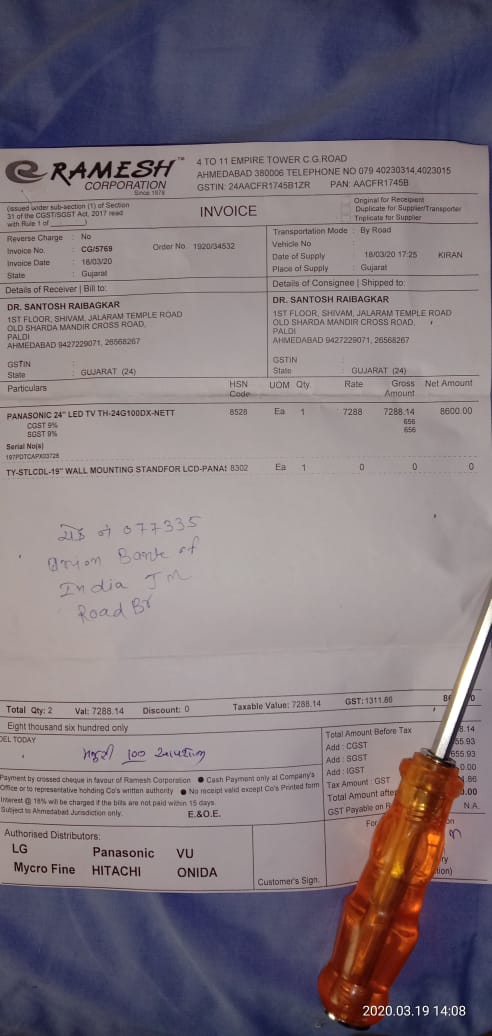 RAMESH™
CORPORATION
Since 1978
4 TO 11 EMPIRE TOWER C.G.ROAD
AHMEDABAD 380006 TELEPHONE NO 079 40230314,4023015
GSTIN: 24AACFR1745B1ZR PAN: AACFR1745B
(Issued under sub-section (1) of Section
31 of the CGST/SGST Act, 2017 read
with Rule 1 of ______)
INVOICE
Original for Receipient
Duplicate for Supplier/Transporter
Triplicate for Supplier
Reverse Charge : No
Invoice No. : CG/5769 Order No. 1920/34532
Invoice Date : 18/03/20
State : Gujarat
Transportation Mode : By Road
Vehicle No :
Date of Supply : 18/03/20 17:25 KIRAN
Place of Supply : Gujarat
Details of Receiver | Bill to:
Details of Consignee | Shipped to:
DR. SANTOSH RAIBAGKAR
1ST FLOOR, SHIVAM, JALARAM TEMPLE ROAD
OLD SHARDA MANDIR CROSS ROAD,
PALDI
AHMEDABAD 9427229071, 26568267
GSTIN :
State : GUJARAT (24)
DR. SANTOSH RAIBAGKAR
1ST FLOOR, SHIVAM, JALARAM TEMPLE ROAD
OLD SHARDA MANDIR CROSS ROAD,
PALDI
AHMEDABAD 9427229071, 26568267
GSTIN :
State : GUJARAT (24)
Particulars HSN Code UOM Qty. Rate Gross Amount Net Amount
PANASONIC 24" LED TV TH-24G100DX-NETT 8528 Ea 1 7288 7288.14 8600.00
CGST 9% 656
SGST 9% 656
Serial No(s)
197PDTCAPX03728
TY-STLCDL-19" WALL MOUNTING STANDFOR LCD-PANA 8302 Ea 1 0 0 0
ચેક નં 077335
Union Bank of
India J M
Road Br
Total Qty: 2 Val: 7288.14 Discount: 0 Taxable Value: 7288.14 GST: 1311.86
Eight thousand six hundred only
DEL TODAY
100
Total Amount Before Tax
Add : CGST 655.93
Add : SGST 655.93
Add : IGST 0.00
Tax Amount : GST
Total Amount after
GST Payable on N.A.
Payment by crossed cheque in favour of Ramesh Corporation ● Cash Payment only at Company's
Office or to representative holding Co's written authority ● No receipt valid except Co's Printed form
Interest @ 18% will be charged if the bills are not paid within 15 days
Subject to Ahmedabad Jurisdiction only. E.&O.E.
Authorised Distributors:
LG Panasonic VU
Mycro Fine HITACHI ONIDA
Customer's Sign.
For
2020.03.19 14:08